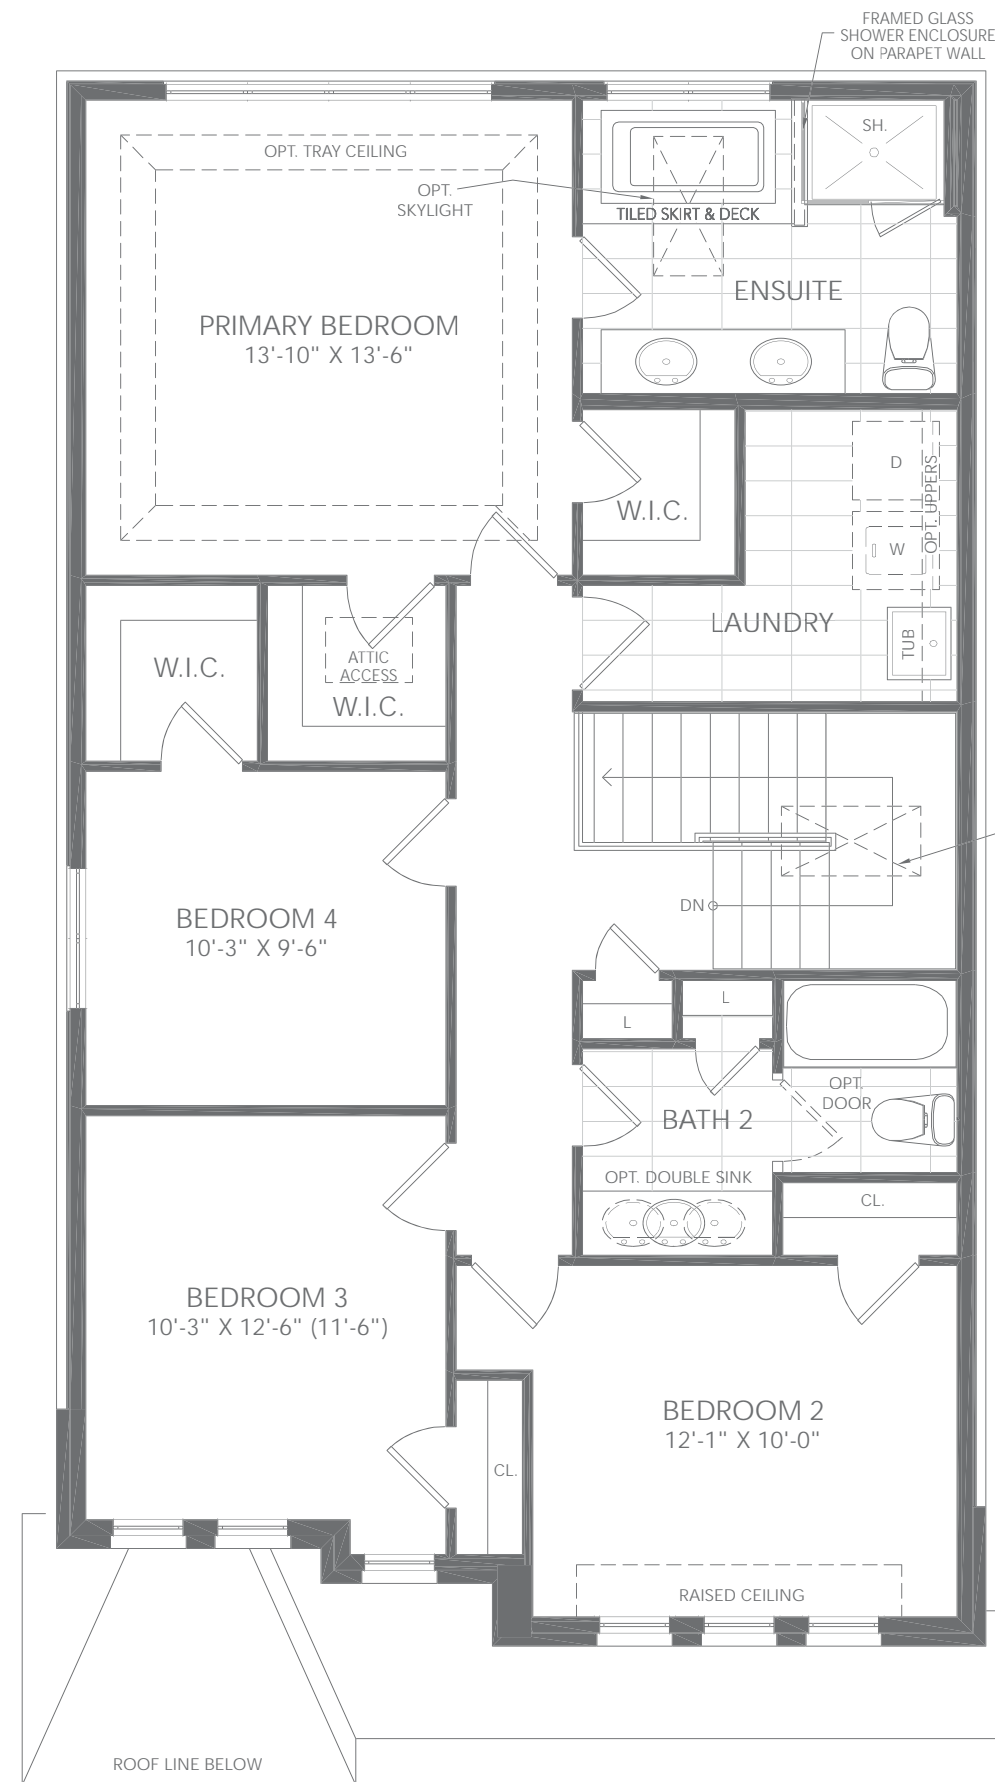 FRAMED GLASS
SHOWER ENCLOSURE
ON PARAPET WALL
SH.
OPT. TRAY CEILING
OPT.
SKYLIGHT
TILED SKIRT & DECK
ENSUITE
PRIMARY BEDROOM
13'-10" X 13'-6"
D
OPT. UPPERS
W.I.C.
W
LAUNDRY
TUB
W.I.C.
ATTIC
ACCESS
W.I.C.
DN
BEDROOM 4
10'-3" X 9'-6"
L
L
OPT.
DOOR
BATH 2
OPT. DOUBLE SINK
CL.
BEDROOM 3
10'-3" X 12'-6" (11'-6")
BEDROOM 2
12'-1" X 10'-0"
CL.
RAISED CEILING
ROOF LINE BELOW